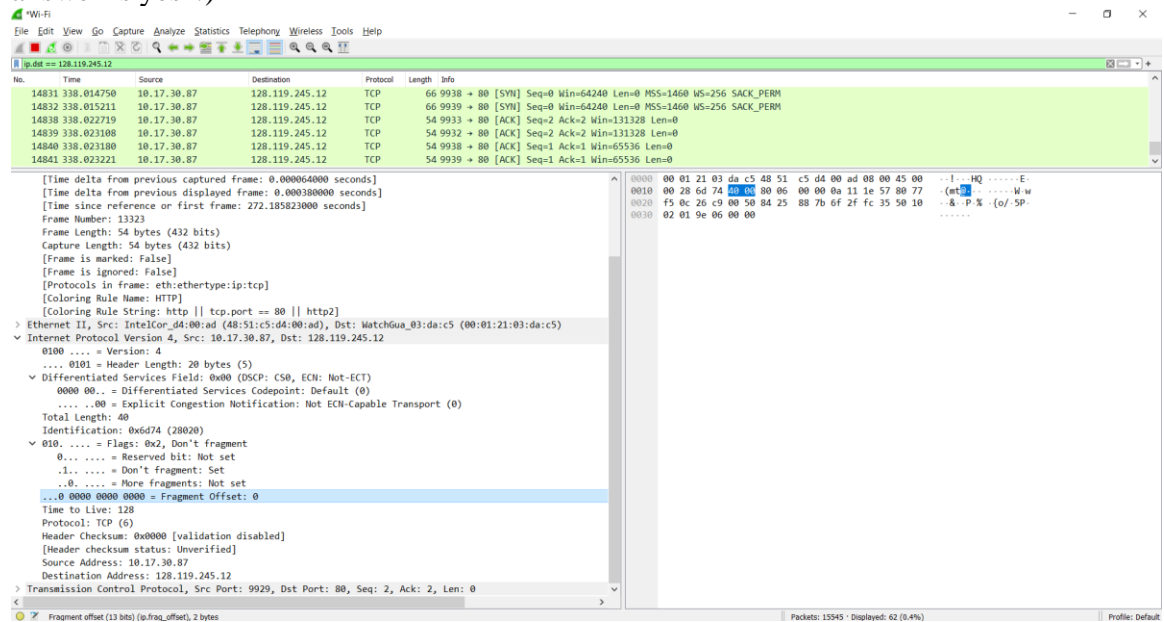 *Wi-Fi
File Edit View Go Capture Analyze Statistics Telephony Wireless Tools Help
ip.dst == 128.119.245.12
No. Time Source Destination Protocol Length Info
14831 338.014750 10.17.30.87 128.119.245.12 TCP 66 9938 → 80 [SYN] Seq=0 Win=64240 Len=0 MSS=1460 WS=256 SACK_PERM
14832 338.015211 10.17.30.87 128.119.245.12 TCP 66 9939 → 80 [SYN] Seq=0 Win=64240 Len=0 MSS=1460 WS=256 SACK_PERM
14838 338.022719 10.17.30.87 128.119.245.12 TCP 54 9933 → 80 [ACK] Seq=2 Ack=2 Win=131328 Len=0
14839 338.023108 10.17.30.87 128.119.245.12 TCP 54 9932 → 80 [ACK] Seq=2 Ack=2 Win=131328 Len=0
14840 338.023180 10.17.30.87 128.119.245.12 TCP 54 9938 → 80 [ACK] Seq=1 Ack=1 Win=65536 Len=0
14841 338.023221 10.17.30.87 128.119.245.12 TCP 54 9939 → 80 [ACK] Seq=1 Ack=1 Win=65536 Len=0
[Time delta from previous captured frame: 0.000064000 seconds]
[Time delta from previous displayed frame: 0.000380000 seconds]
[Time since reference or first frame: 272.185823000 seconds]
Frame Number: 13323
Frame Length: 54 bytes (432 bits)
Capture Length: 54 bytes (432 bits)
[Frame is marked: False]
[Frame is ignored: False]
[Protocols in frame: eth:ethertype:ip:tcp]
[Coloring Rule Name: HTTP]
[Coloring Rule String: http || tcp.port == 80 || http2]
> Ethernet II, Src: IntelCor_d4:00:ad (48:51:c5:d4:00:ad), Dst: WatchGua_03:da:c5 (00:01:21:03:da:c5)
Internet Protocol Version 4, Src: 10.17.30.87, Dst: 128.119.245.12
0100 .... = Version: 4
.... 0101 = Header Length: 20 bytes (5)
Differentiated Services Field: 0x00 (DSCP: CS0, ECN: Not-ECT)
0000 00.. = Differentiated Services Codepoint: Default (0)
.... ..00 = Explicit Congestion Notification: Not ECN-Capable Transport (0)
Total Length: 40
Identification: 0x6d74 (28020)
010. .... = Flags: 0x2, Don't fragment
0... .... = Reserved bit: Not set
.1.. .... = Don't fragment: Set
..0. .... = More fragments: Not set
...0 0000 0000 0000 = Fragment Offset: 0
Time to Live: 128
Protocol: TCP (6)
Header Checksum: 0x0000 [validation disabled]
[Header checksum status: Unverified]
Source Address: 10.17.30.87
Destination Address: 128.119.245.12
> Transmission Control Protocol, Src Port: 9929, Dst Port: 80, Seq: 2, Ack: 2, Len: 0
0000 00 01 21 03 da c5 48 51 c5 d4 00 ad 08 00 45 00 ··!···HQ ······E·
0010 00 28 6d 74 40 00 80 06 00 00 0a 11 1e 57 80 77 ·(mt@··· ·····W·w
0020 f5 0c 26 c9 00 50 84 25 88 7b 6f 2f fc 35 50 10 ··&··P·% ·{o/·5P·
0030 02 01 9e 06 00 00 ······
Fragment offset (13 bits) (ip.frag_offset), 2 bytes
Packets: 15545 · Displayed: 62 (0.4%)
Profile: Default